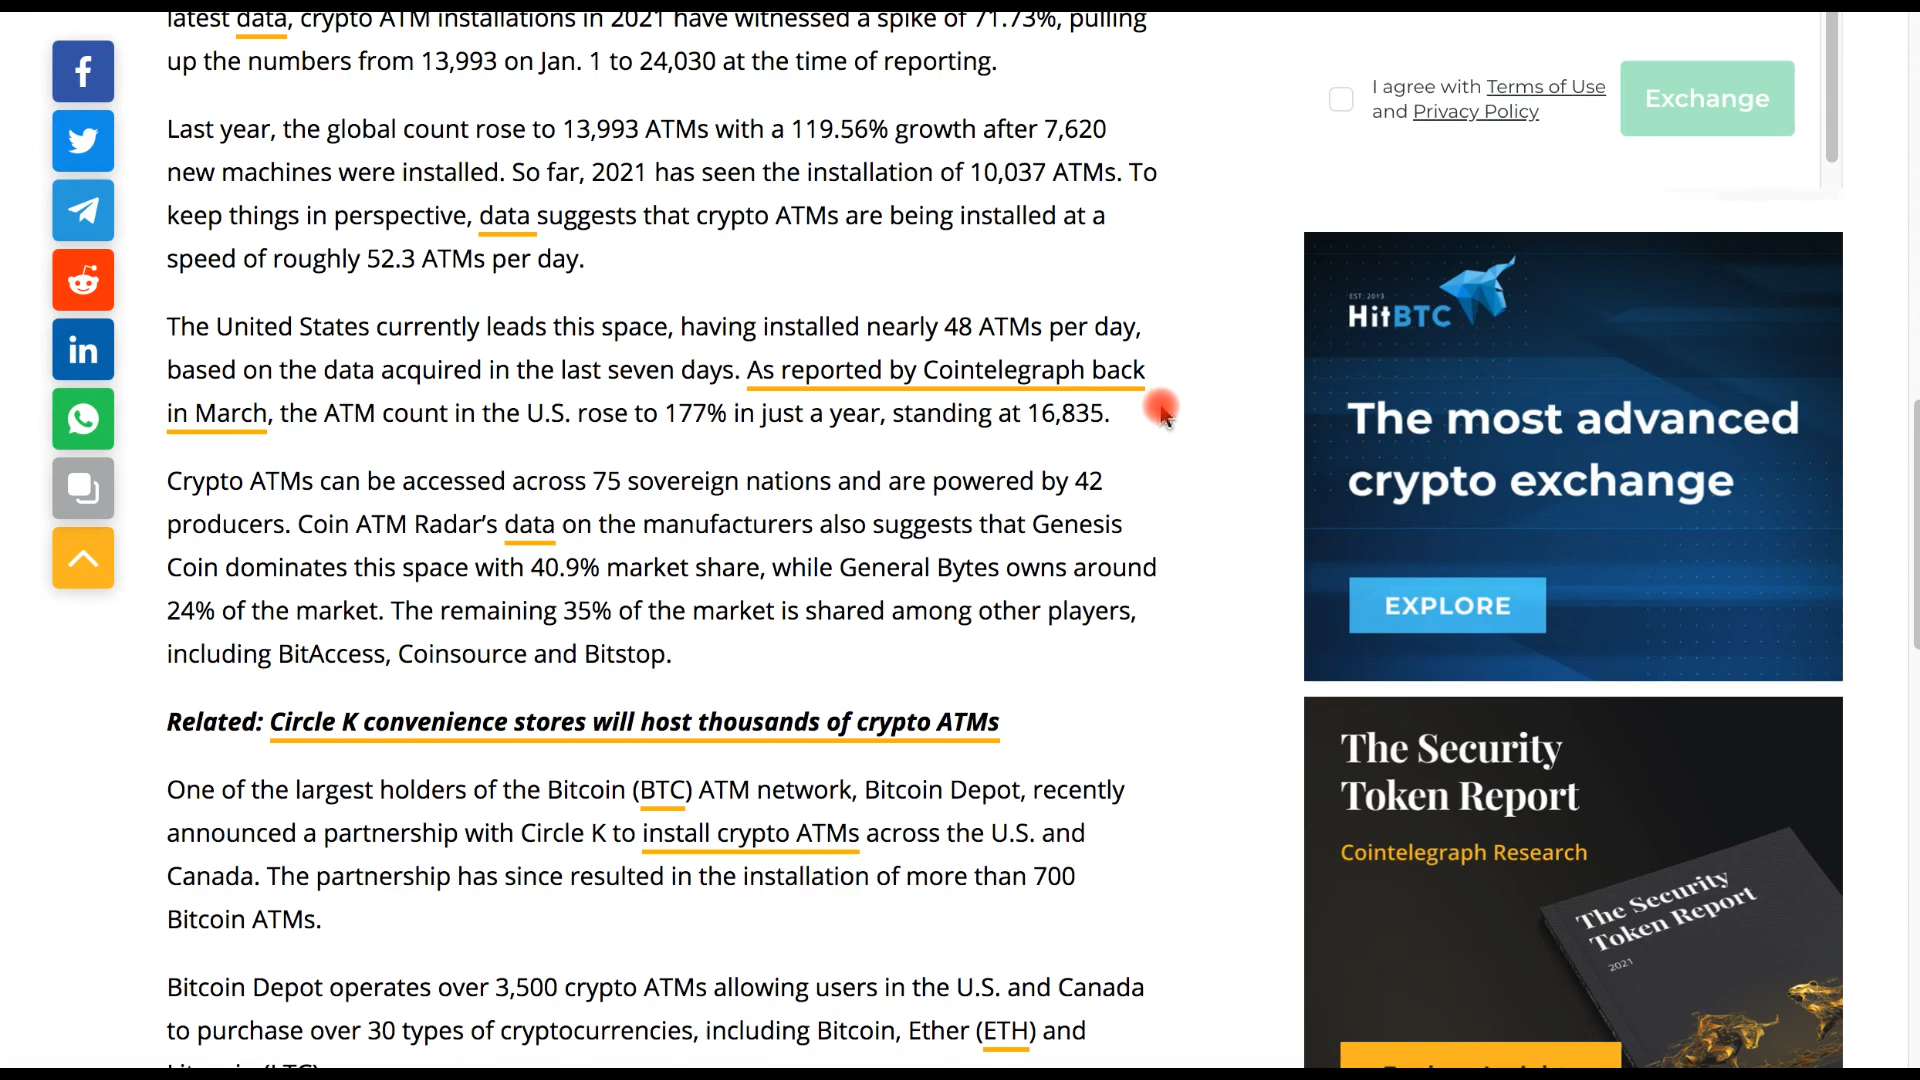 latest data, crypto ATM installations in 2021 have witnessed a spike of 71.73%, pulling
up the numbers from 13,993 on Jan. 1 to 24,030 at the time of reporting.
Last year, the global count rose to 13,993 ATMs with a 119.56% growth after 7,620
new machines were installed. So far, 2021 has seen the installation of 10,037 ATMs. To
keep things in perspective, data suggests that crypto ATMs are being installed at a
speed of roughly 52.3 ATMs per day.
The United States currently leads this space, having installed nearly 48 ATMs per day,
based on the data acquired in the last seven days. As reported by Cointelegraph back
in March, the ATM count in the U.S. rose to 177% in just a year, standing at 16,835.
Crypto ATMs can be accessed across 75 sovereign nations and are powered by 42
producers. Coin ATM Radar’s data on the manufacturers also suggests that Genesis
Coin dominates this space with 40.9% market share, while General Bytes owns around
24% of the market. The remaining 35% of the market is shared among other players,
including BitAccess, Coinsource and Bitstop.
Related: Circle K convenience stores will host thousands of crypto ATMs
One of the largest holders of the Bitcoin (BTC) ATM network, Bitcoin Depot, recently
announced a partnership with Circle K to install crypto ATMs across the U.S. and
Canada. The partnership has since resulted in the installation of more than 700
Bitcoin ATMs.
Bitcoin Depot operates over 3,500 crypto ATMs allowing users in the U.S. and Canada
to purchase over 30 types of cryptocurrencies, including Bitcoin, Ether (ETH) and
I agree with Terms of Use
and Privacy Policy
Exchange
EST. 2013
HitBTC
The most advanced
crypto exchange
EXPLORE
The Security
Token Report
Cointelegraph Research
The Security
Token Report
2021